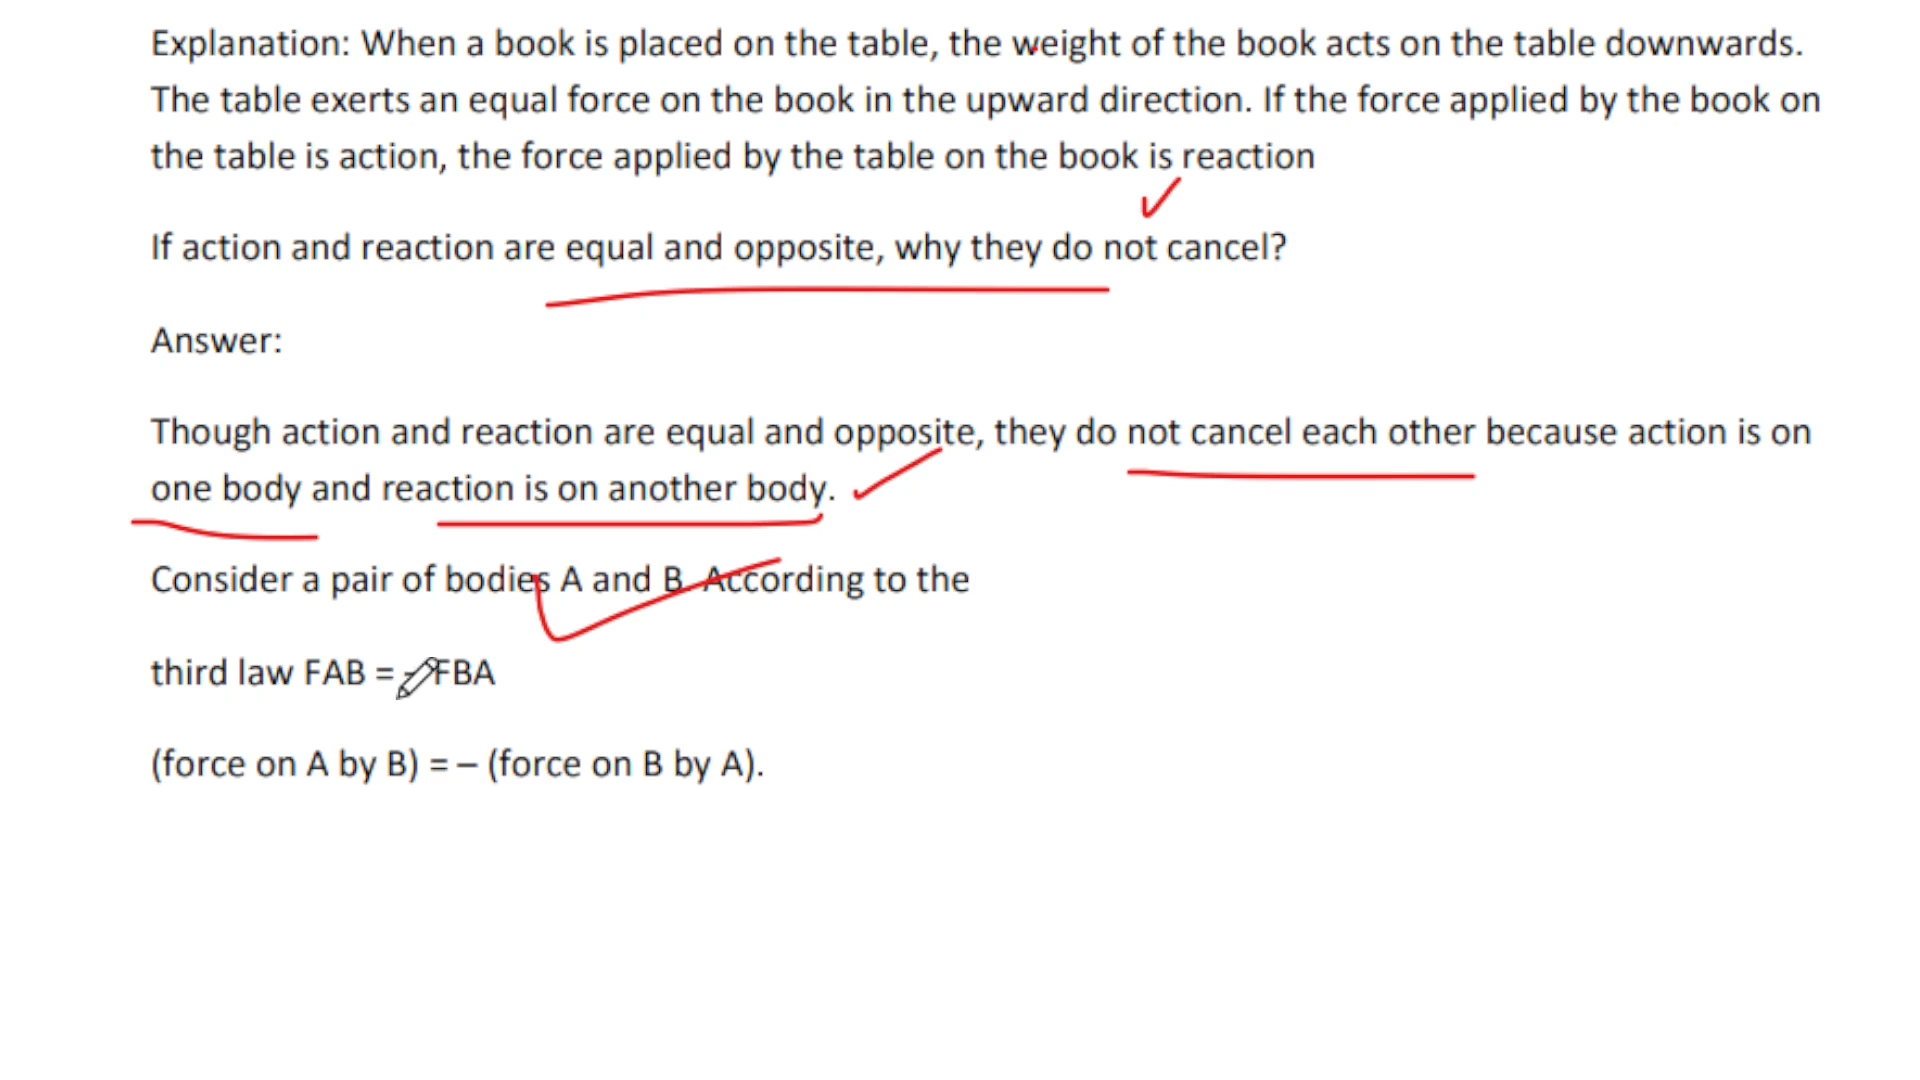 Explanation: When a book is placed on the table, the weight of the book acts on the table downwards.
The table exerts an equal force on the book in the upward direction. If the force applied by the book on
the table is action, the force applied by the table on the book is reaction
If action and reaction are equal and opposite, why they do not cancel?
Answer:
Though action and reaction are equal and opposite, they do not cancel each other because action is on
one body and reaction is on another body.
Consider a pair of bodies A and B. According to the
third law FAB = -FBA
(force on A by B) = – (force on B by A).